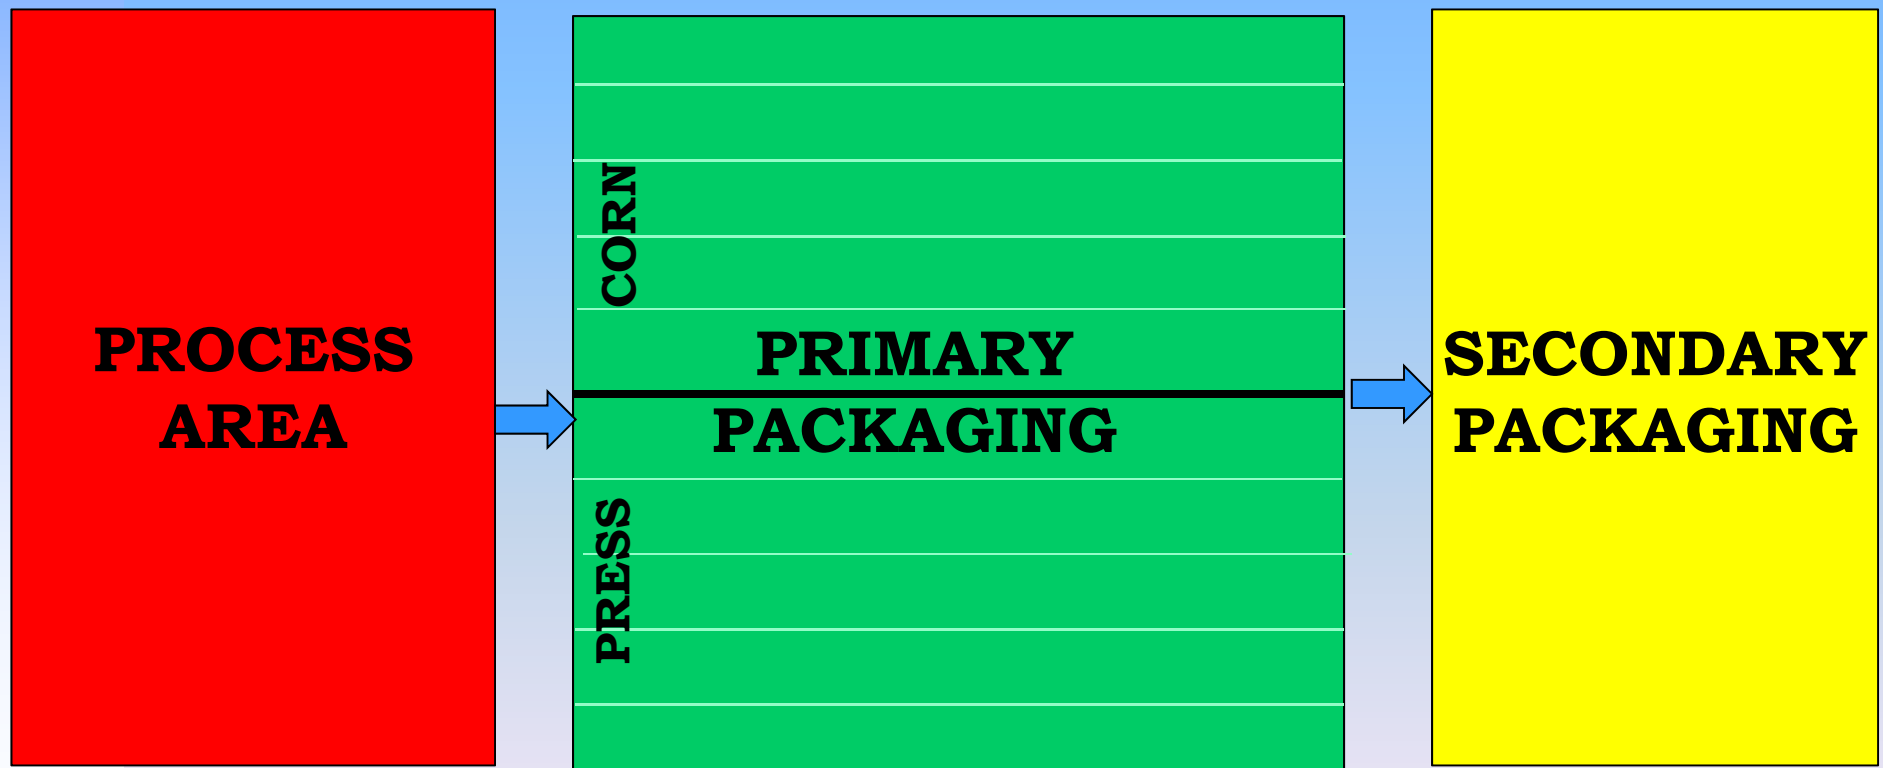 PROCESS
AREA
CORN
PRIMARY
PACKAGING
PRESS
SECONDARY
PACKAGING